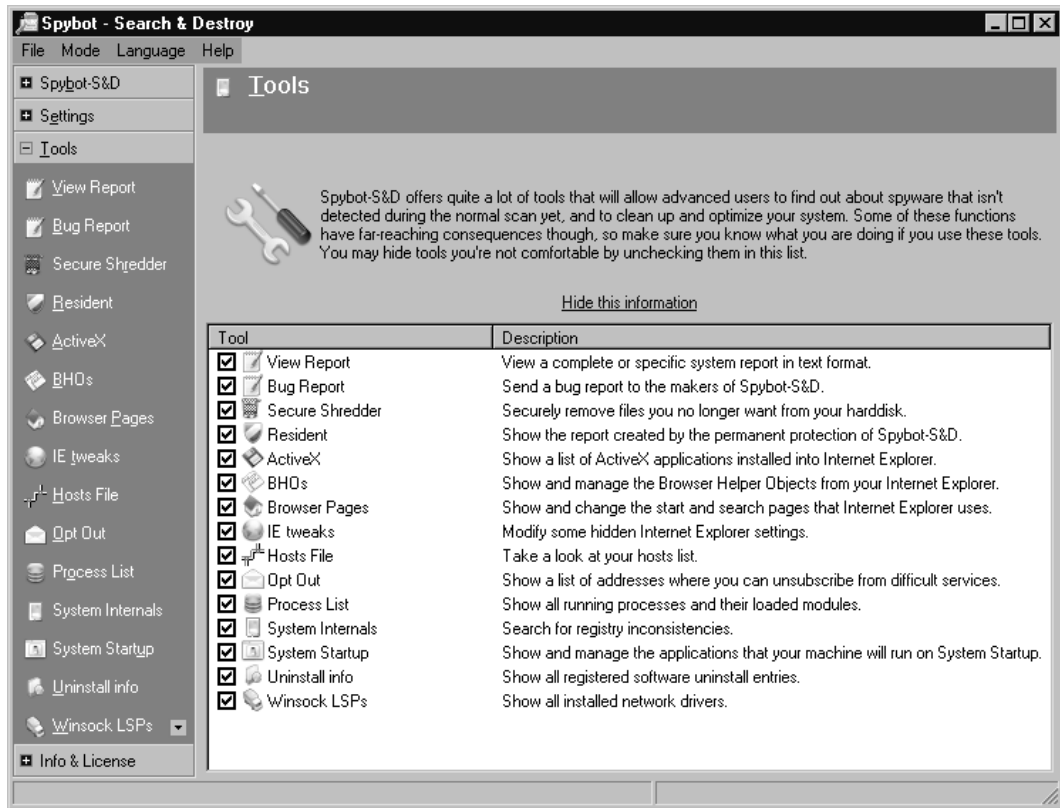 Spybot - Search & Destroy
File Mode Language Help
Spybot-S&D
Settings
Tools
View Report
Bug Report
Secure Shredder
Resident
ActiveX
BHOs
Browser Pages
IE tweaks
Hosts File
Opt Out
Process List
System Internals
System Startup
Uninstall info
Winsock LSPs
Info & License
Tools
Spybot-S&D offers quite a lot of tools that will allow advanced users to find out about spyware that isn't
detected during the normal scan yet, and to clean up and optimize your system. Some of these functions
have far-reaching consequences though, so make sure you know what you are doing if you use these tools.
You may hide tools you're not comfortable by unchecking them in this list.
Hide this information
Tool Description
View Report View a complete or specific system report in text format.
Bug Report Send a bug report to the makers of Spybot-S&D.
Secure Shredder Securely remove files you no longer want from your harddisk.
Resident Show the report created by the permanent protection of Spybot-S&D.
ActiveX Show a list of ActiveX applications installed into Internet Explorer.
BHOs Show and manage the Browser Helper Objects from your Internet Explorer.
Browser Pages Show and change the start and search pages that Internet Explorer uses.
IE tweaks Modify some hidden Internet Explorer settings.
Hosts File Take a look at your hosts list.
Opt Out Show a list of addresses where you can unsubscribe from difficult services.
Process List Show all running processes and their loaded modules.
System Internals Search for registry inconsistencies.
System Startup Show and manage the applications that your machine will run on System Startup.
Uninstall info Show all registered software uninstall entries.
Winsock LSPs Show all installed network drivers.